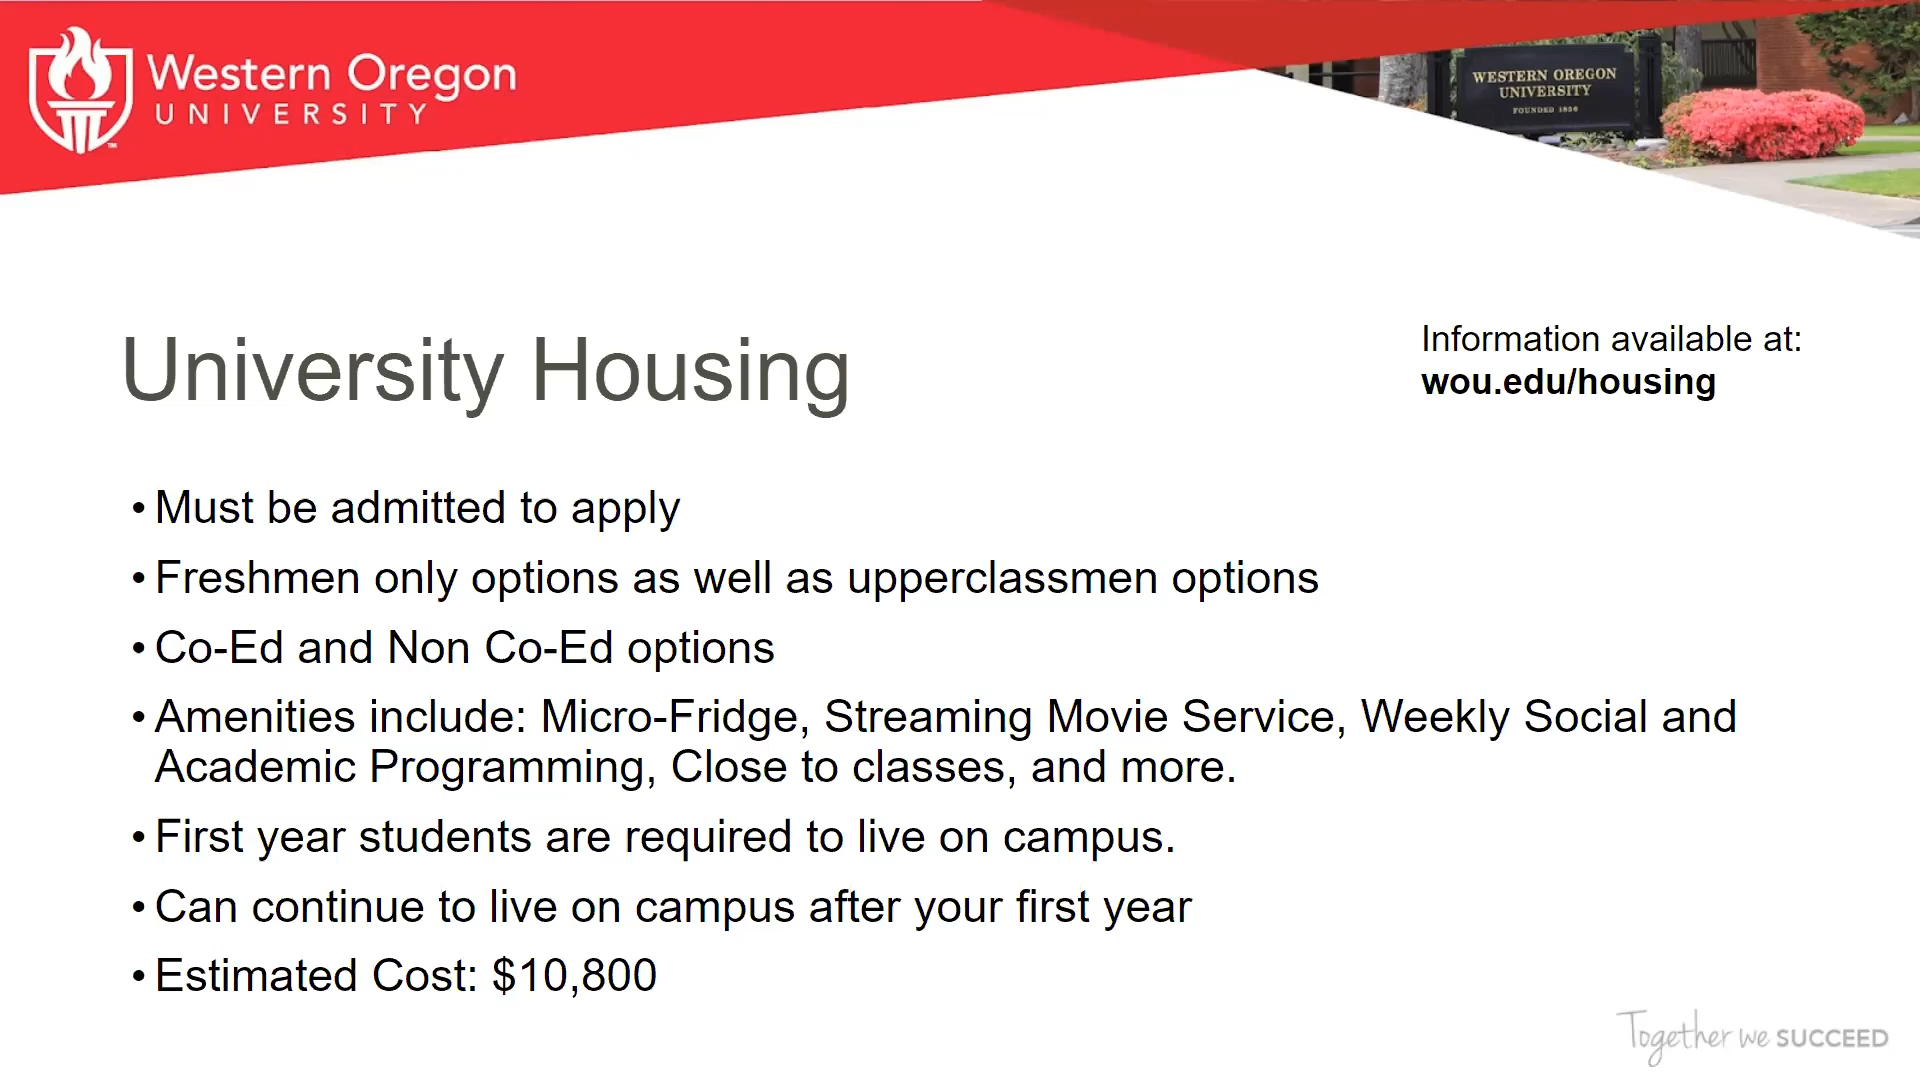 Western Oregon
UNIVERSITY
™
WESTERN OREGON
UNIVERSITY
FOUNDED 1856
University Housing
Information available at:
wou.edu/housing
• Must be admitted to apply
• Freshmen only options as well as upperclassmen options
• Co-Ed and Non Co-Ed options
• Amenities include: Micro-Fridge, Streaming Movie Service, Weekly Social and
Academic Programming, Close to classes, and more.
• First year students are required to live on campus.
• Can continue to live on campus after your first year
• Estimated Cost: $10,800
Together we SUCCEED